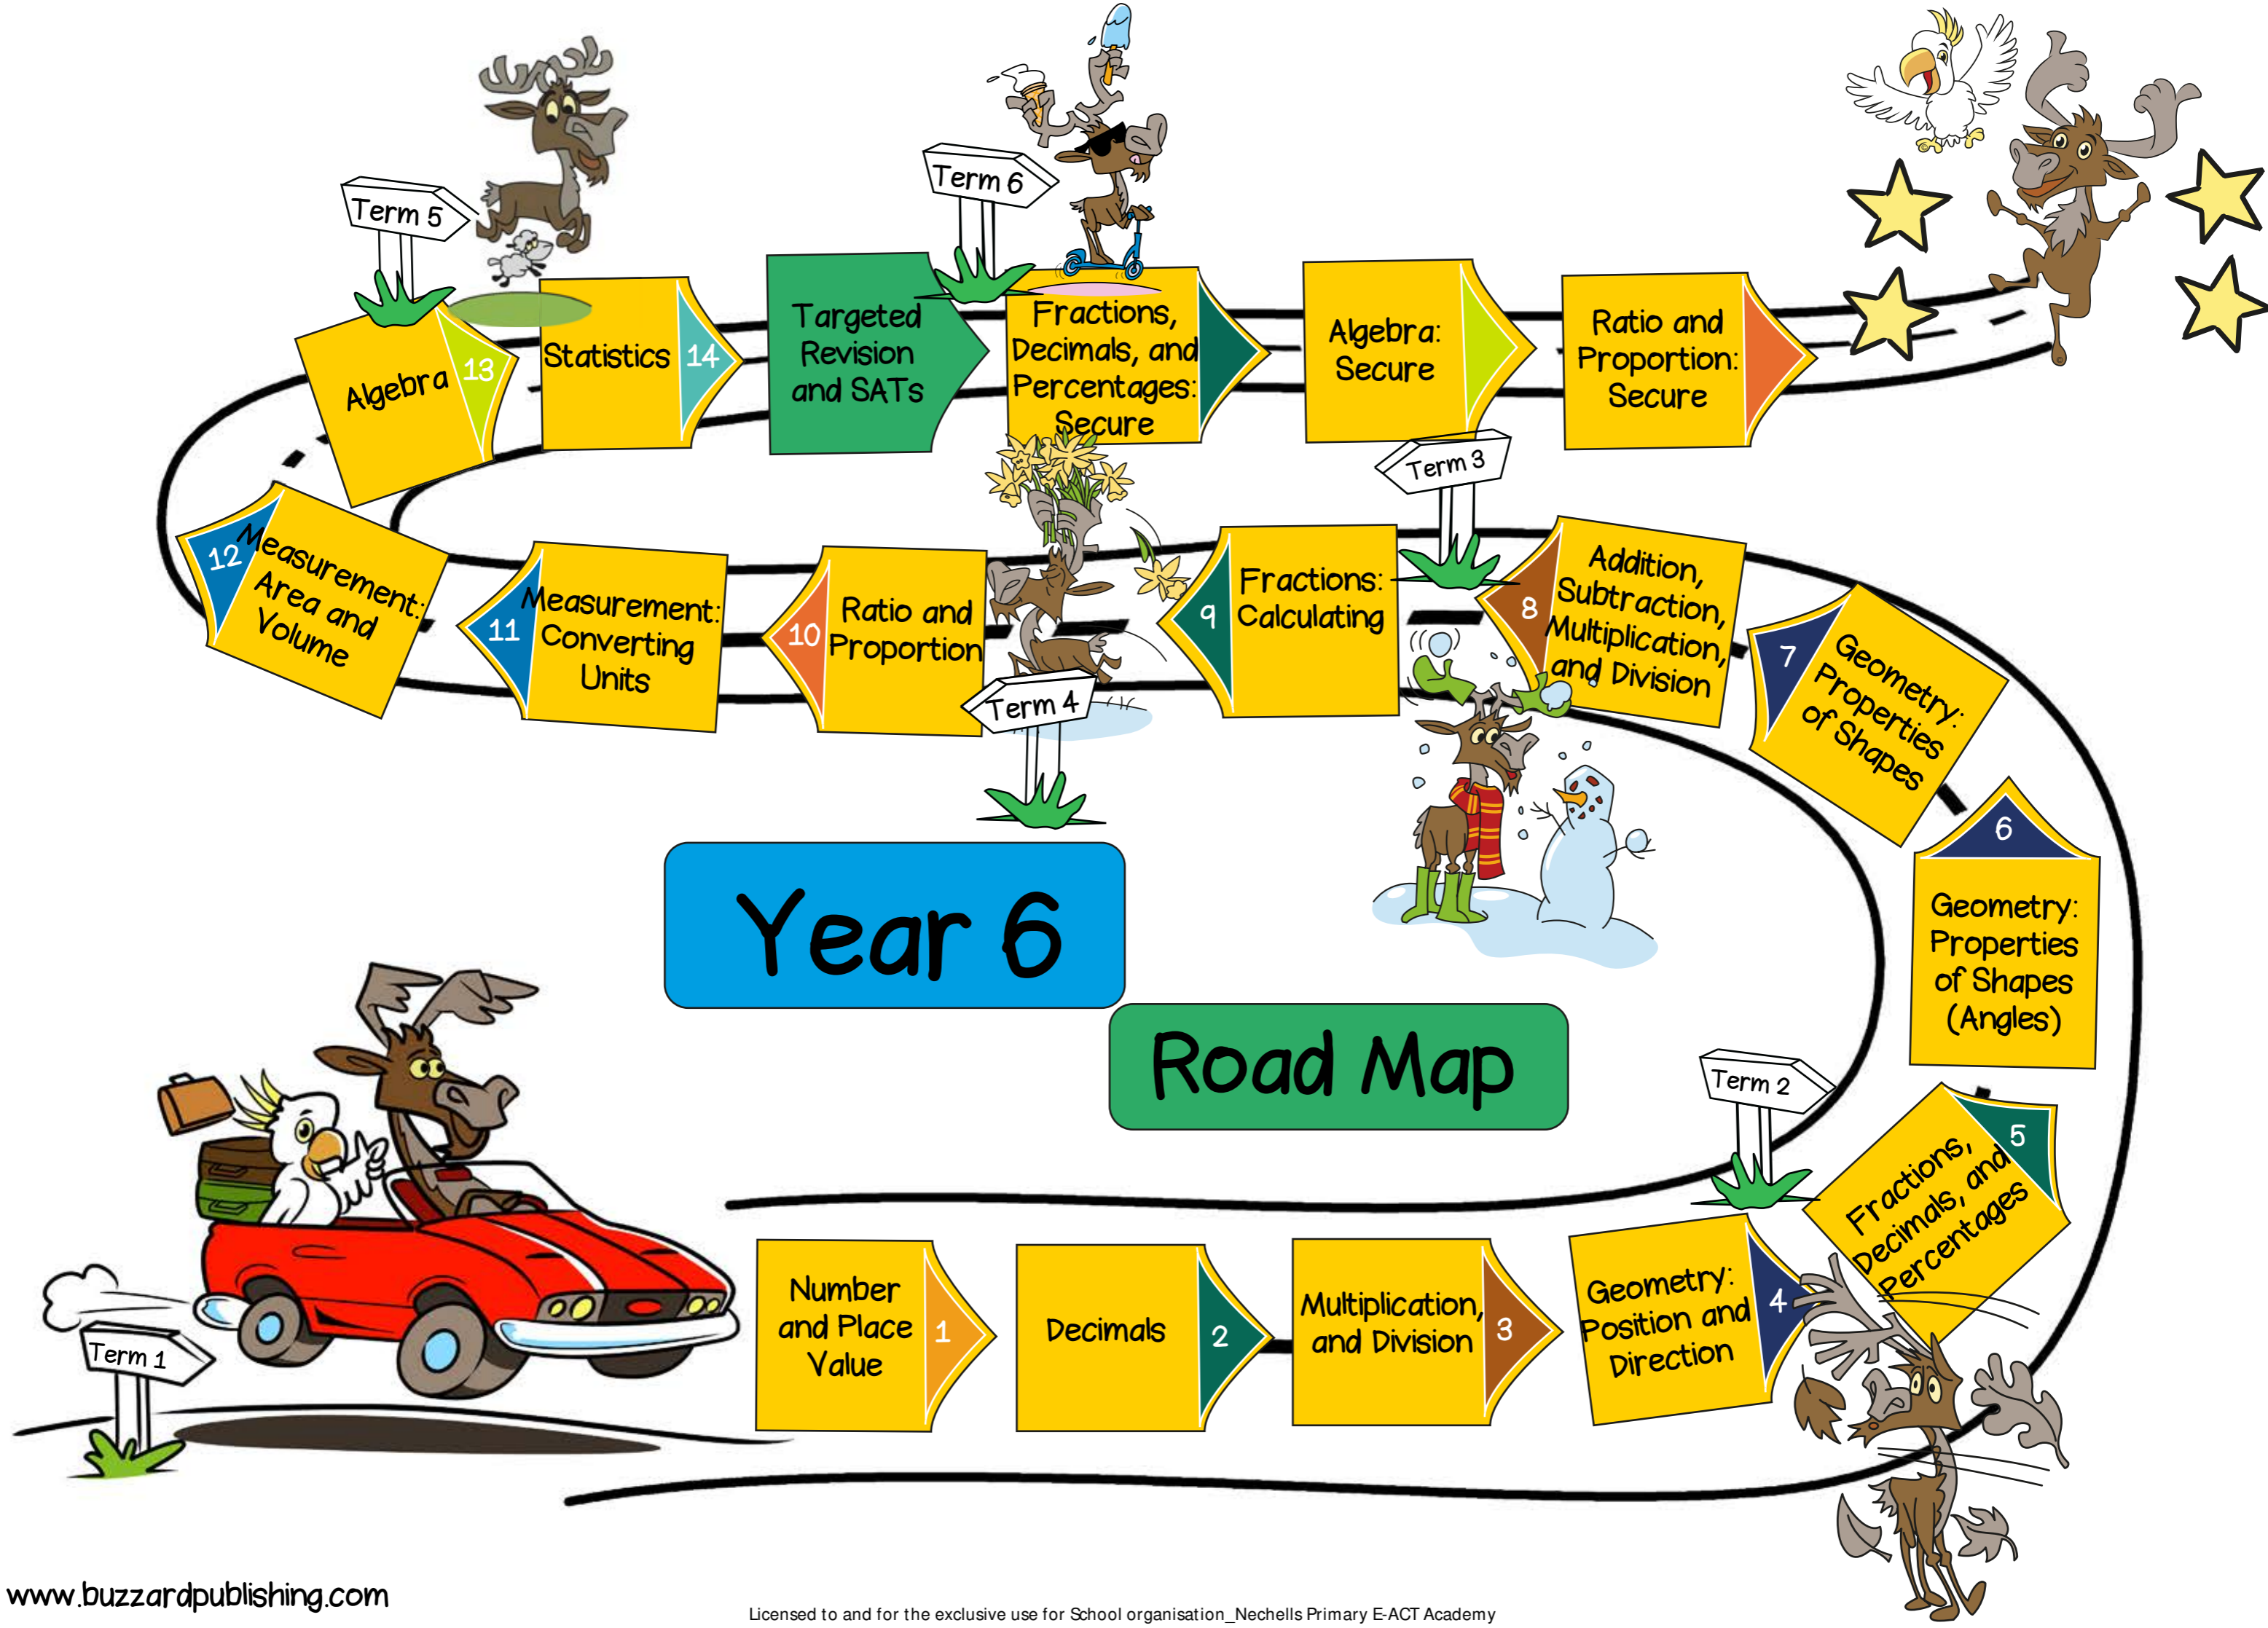 Year 6
Road Map
Term 1
Number
and Place
Value
1
Decimals
2
Multiplication,
and Division
3
Geometry:
Position and
Direction
4
Term 2
Fractions,
Decimals, and
Percentages
5
Geometry:
Properties
of Shapes
(Angles)
6
Geometry:
Properties
of Shapes
7
Addition,
Subtraction,
Multiplication,
and Division
8
Term 3
Fractions:
Calculating
9
Term 4
Ratio and
Proportion
10
Measurement:
Converting
Units
11
Measurement:
Area and
Volume
12
Term 5
Algebra
13
Statistics
14
Targeted
Revision
and SATs
Term 6
Fractions,
Decimals, and
Percentages:
Secure
Algebra:
Secure
Ratio and
Proportion:
Secure
www.buzzardpublishing.com
Licensed to and for the exclusive use for School organisation_Nechells Primary E-ACT Academy